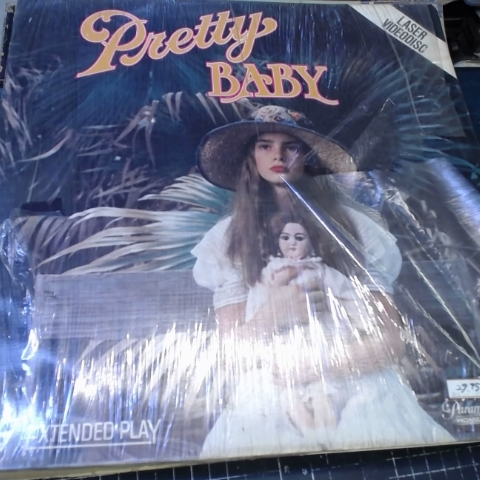 Pretty
BABY
LASER
VIDEODISC
EXTENDED PLAY